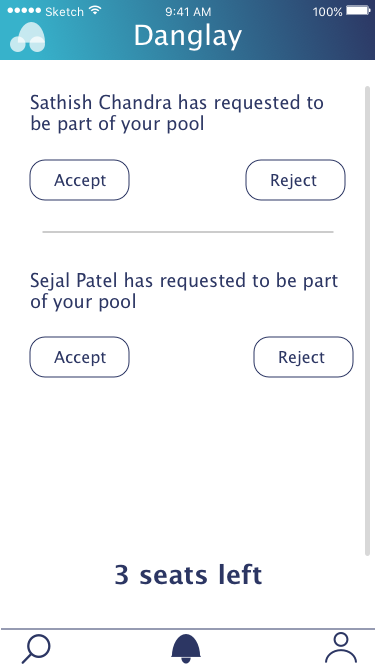 Sketch 9:41 AM 100%
Danglay
Sathish Chandra has requested to
be part of your pool
Accept Reject
Sejal Patel has requested to be part
of your pool
Accept Reject
3 seats left